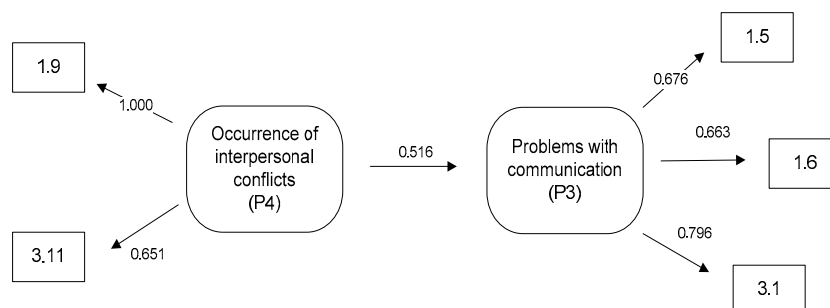 1.9
1.000
Occurrence of
interpersonal
conflicts
(P4)
3.11
0.651
0.516
Problems with
communication
(P3)
1.5
0.676
0.663
1.6
0.796
3.1